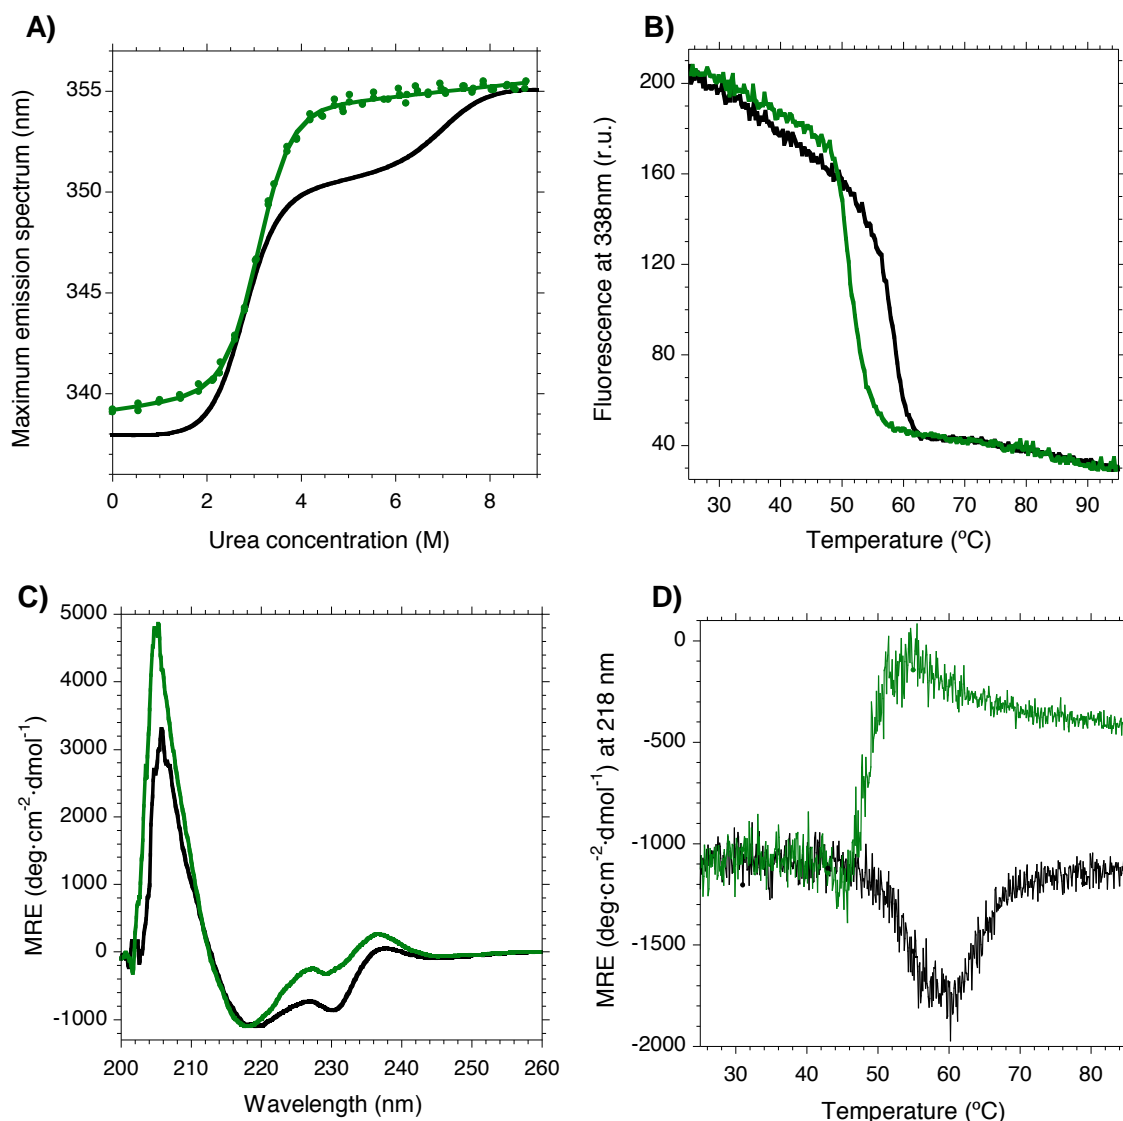 A)
355
350
345
340
0 2 4 6 8
Maximum emission spectrum (nm)
Urea concentration (M)
B)
200
160
120
80
40
30 40 50 60 70 80 90
Fluorescence at 338nm (r.u.)
Temperature (ºC)
C)
5000
4000
3000
2000
1000
0
-1000
200 210 220 230 240 250 260
MRE (deg·cm⁻²·dmol⁻¹)
Wavelength (nm)
D)
0
-500
-1000
-1500
-2000
30 40 50 60 70 80
MRE (deg·cm⁻²·dmol⁻¹) at 218 nm
Temperature (ºC)